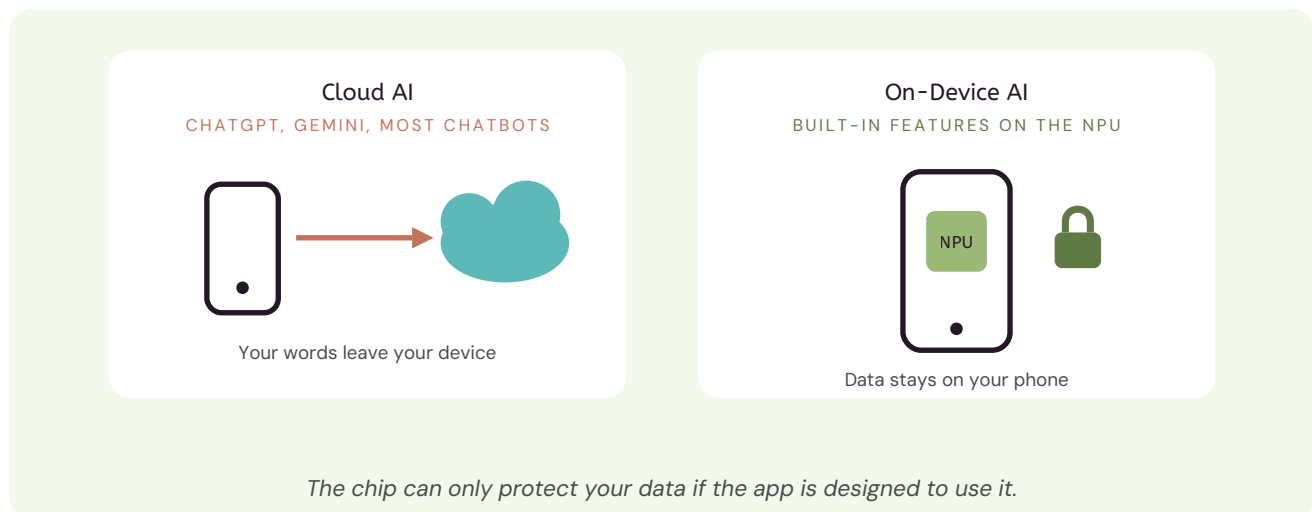 Cloud AI
CHATGPT, GEMINI, MOST CHATBOTS
Your words leave your device
On-Device AI
BUILT-IN FEATURES ON THE NPU
NPU
Data stays on your phone
The chip can only protect your data if the app is designed to use it.